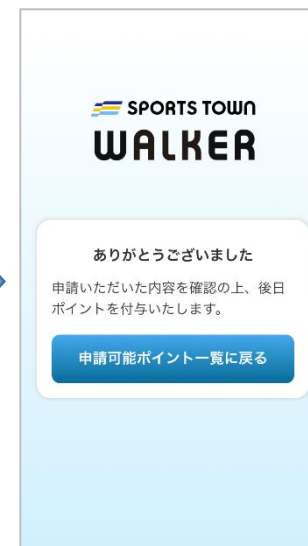 SPORTS TOWN
WALKER
ありがとうございました
申請いただいた内容を確認の上、後日
ポイントを付与いたします。
申請可能ポイント一覧に戻る